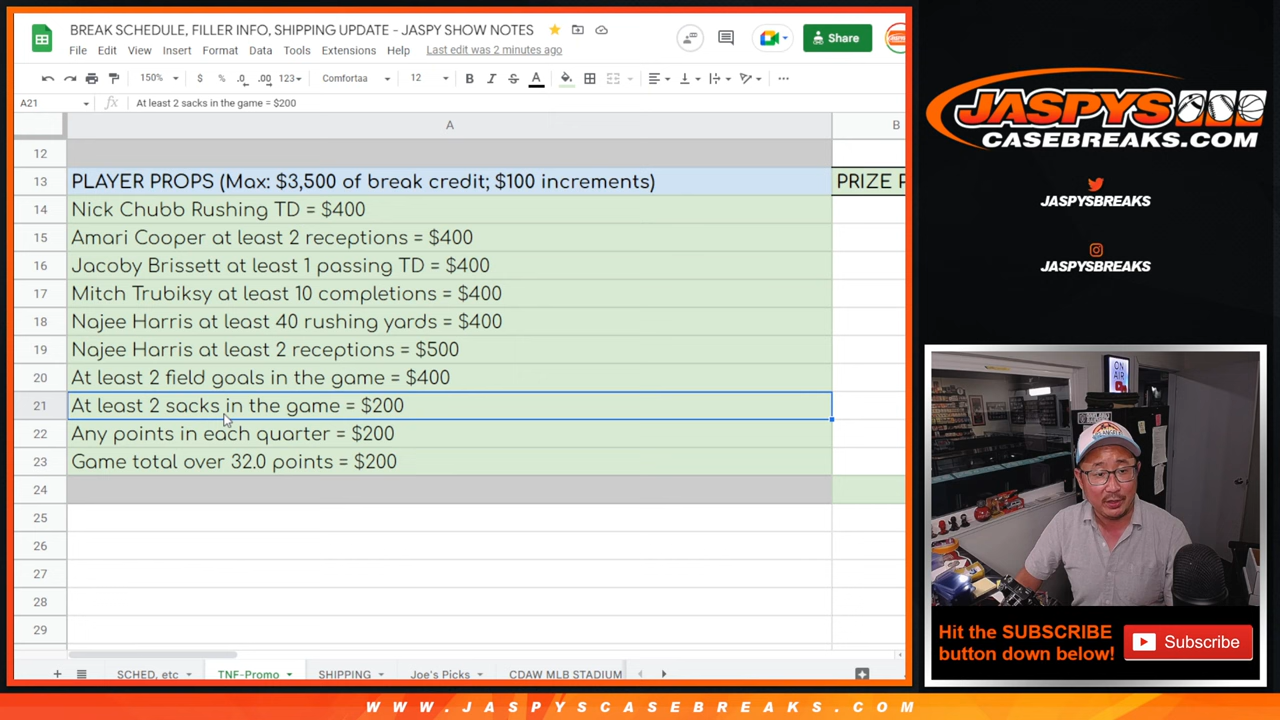 BREAK SCHEDULE, FILLER INFO, SHIPPING UPDATE - JASPY SHOW NOTES
File Edit View Insert Format Data Tools Extensions Help Last edit was 2 minutes ago
Share
150% $ % .0 .00 123 Comfortaa 12 B I S A
A21 fx At least 2 sacks in the game = $200
A B
12
13 PLAYER PROPS (Max: $3,500 of break credit; $100 increments) PRIZE P
14 Nick Chubb Rushing TD = $400
15 Amari Cooper at least 2 receptions = $400
16 Jacoby Brissett at least 1 passing TD = $400
17 Mitch Trubiksy at least 10 completions = $400
18 Najee Harris at least 40 rushing yards = $400
19 Najee Harris at least 2 receptions = $500
20 At least 2 field goals in the game = $400
21 At least 2 sacks in the game = $200
22 Any points in each quarter = $200
23 Game total over 32.0 points = $200
24
25
26
27
28
29
SCHED, etc TNF-Promo SHIPPING Joe's Picks CDAW MLB STADIUM
JASPYS
CASEBREAKS.COM
JASPYSBREAKS
JASPYSBREAKS
ON AIR
Hit the SUBSCRIBE
button down below!
Subscribe
WWW.JASPYSCASEBREAKS.COM